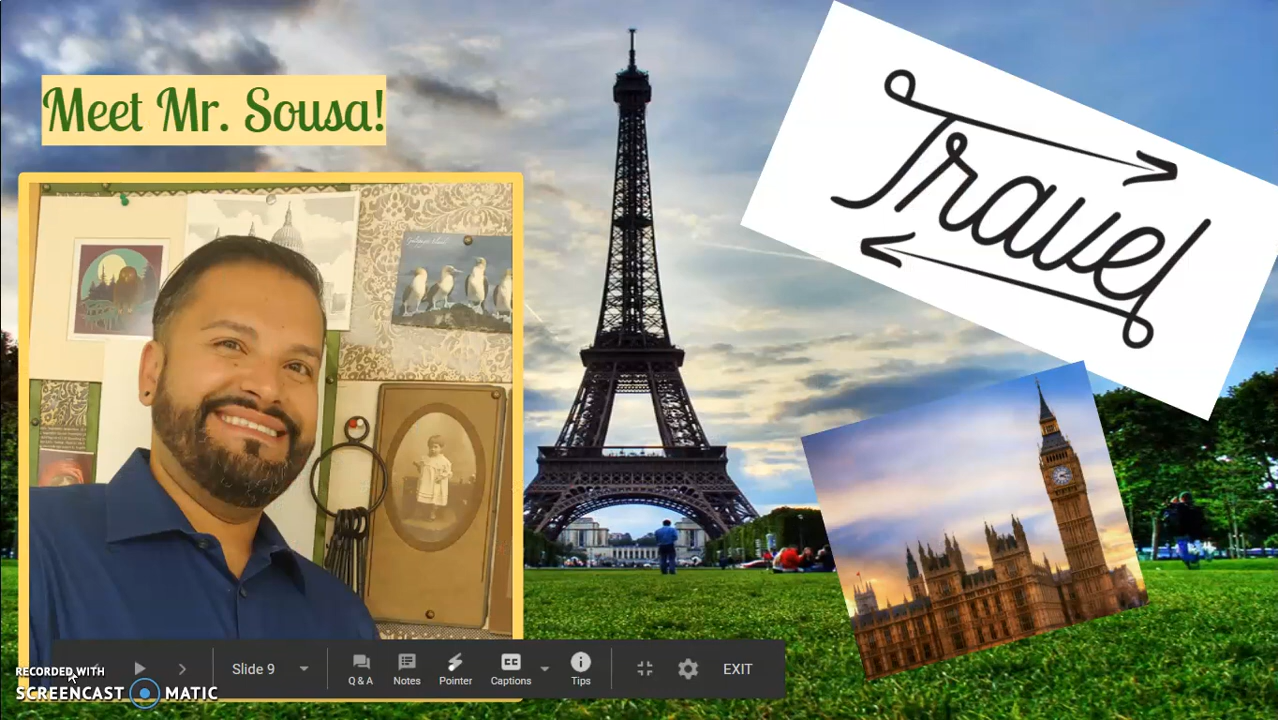 Meet Mr. Sousa!
Travel
RECORDED WITH
SCREENCAST MATIC
Slide 9
Q & A
Notes
Pointer
Captions
Tips
EXIT